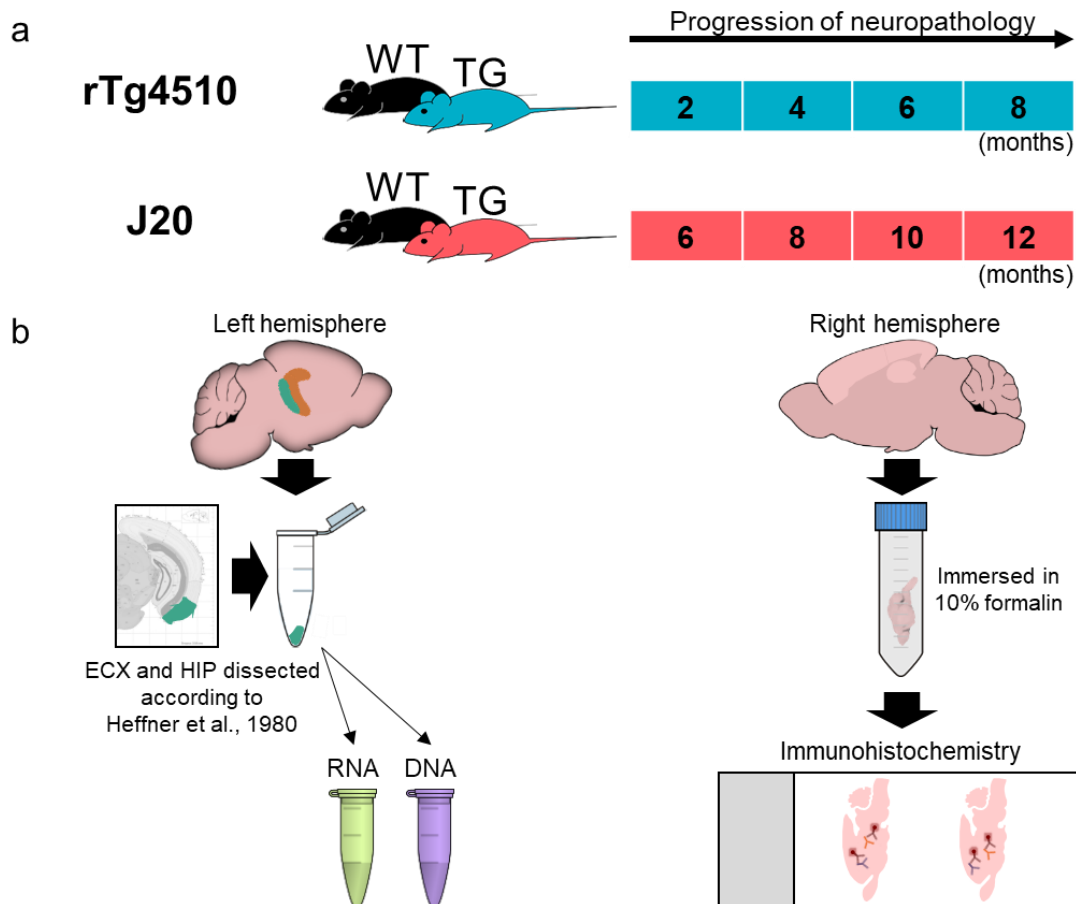 a
Progression of neuropathology
rTg4510
WT
TG
2 4 6 8
(months)
J20
WT
TG
6 8 10 12
(months)
b
Left hemisphere
Right hemisphere
Immersed in
10% formalin
ECX and HIP dissected
according to
Heffner et al., 1980
RNA
DNA
Immunohistochemistry